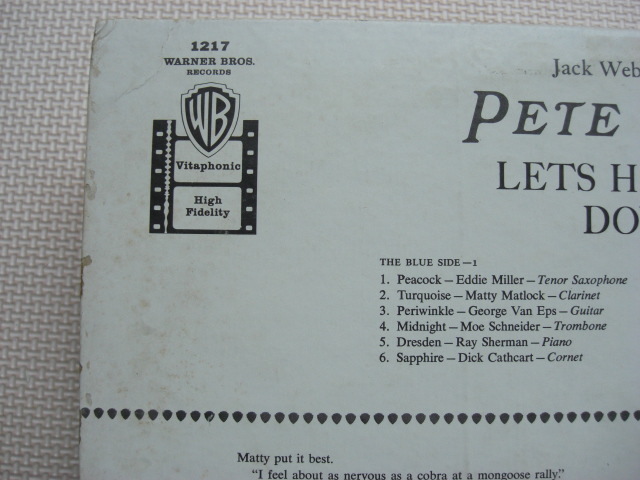 1217
WARNER BROS.
RECORDS
WB
Vitaphonic
High
Fidelity
Jack Web
PETE
LETS H
DO
THE BLUE SIDE—1
1. Peacock—Eddie Miller—Tenor Saxophone
2. Turquoise—Matty Matlock—Clarinet
3. Periwinkle—George Van Eps—Guitar
4. Midnight—Moe Schneider—Trombone
5. Dresden—Ray Sherman—Piano
6. Sapphire—Dick Cathcart—Cornet
Matty put it best.
"I feel about as nervous as a cobra at a mongoose rally."